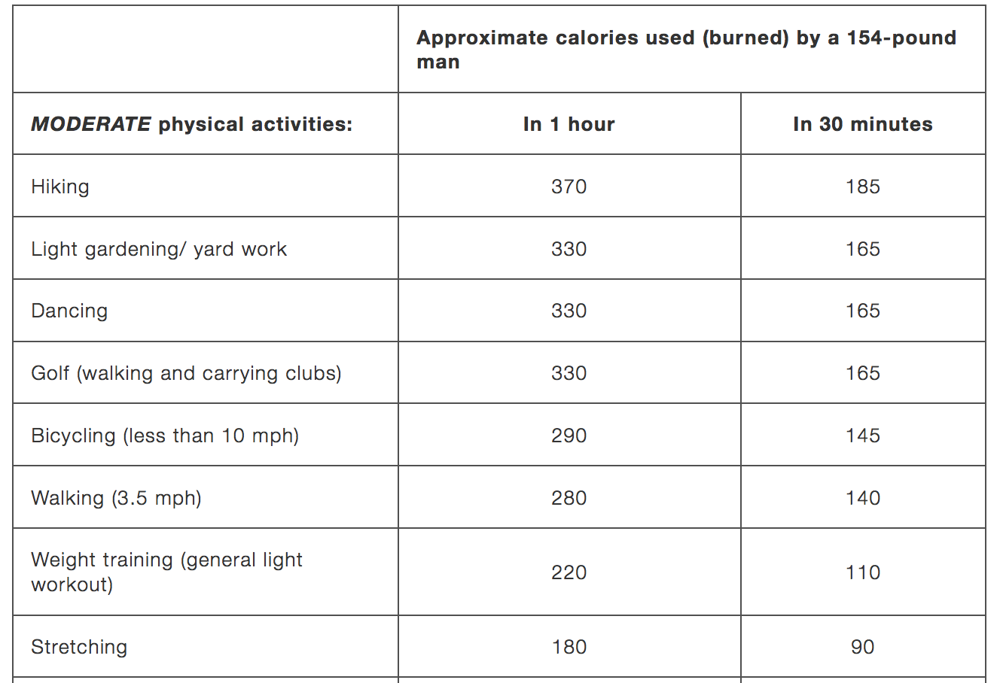 Approximate calories used (burned) by a 154-pound
man
MODERATE physical activities: In 1 hour In 30 minutes
Hiking 370 185
Light gardening/ yard work 330 165
Dancing 330 165
Golf (walking and carrying clubs) 330 165
Bicycling (less than 10 mph) 290 145
Walking (3.5 mph) 280 140
Weight training (general light
workout) 220 110
Stretching 180 90